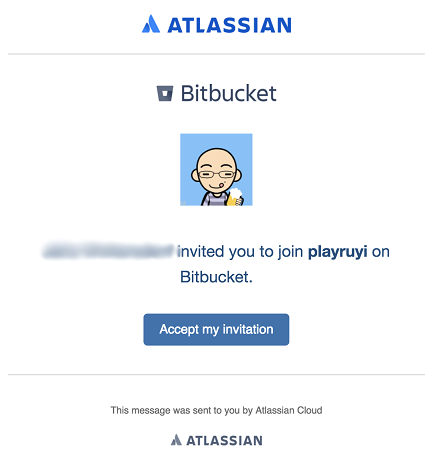 ATLASSIAN
Bitbucket
invited you to join playruyi on
Bitbucket.
Accept my invitation
This message was sent to you by Atlassian Cloud
ATLASSIAN